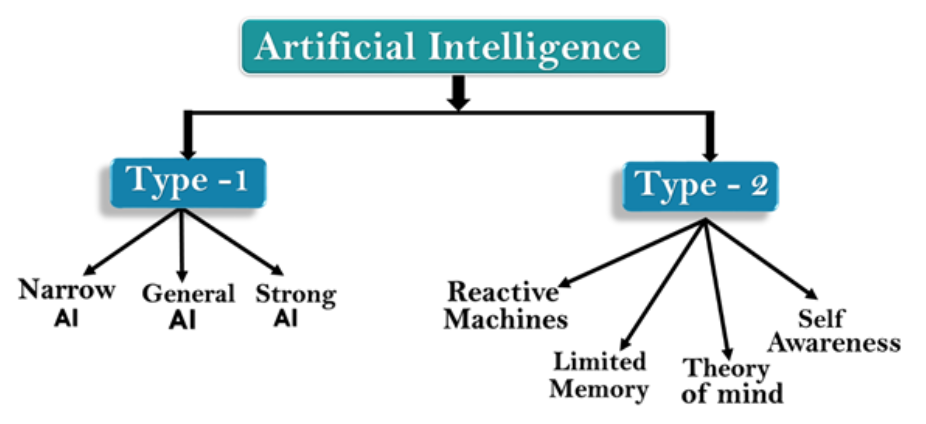 Artificial Intelligence
Type -1
Type - 2
Narrow
AI
General
AI
Strong
AI
Reactive
Machines
Limited
Memory
Theory
of mind
Self
Awareness